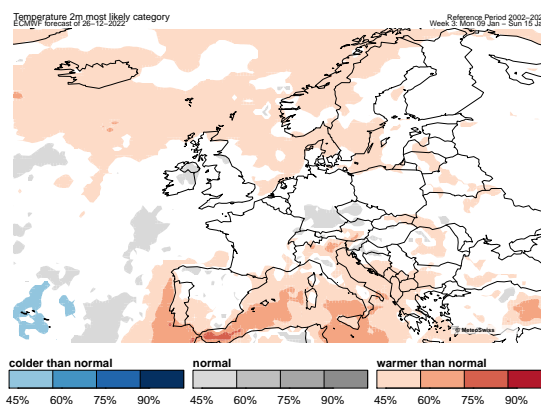 Temperature 2m most likely category
ECMWF forecast of 26−12−2022
Reference Period 2002−202
Week 3: Mon 09 Jan − Sun 15 Ja
© MeteoSwiss
colder than normal normal warmer than normal
45% 60% 75% 90% 45% 60% 75% 90% 45% 60% 75% 90%